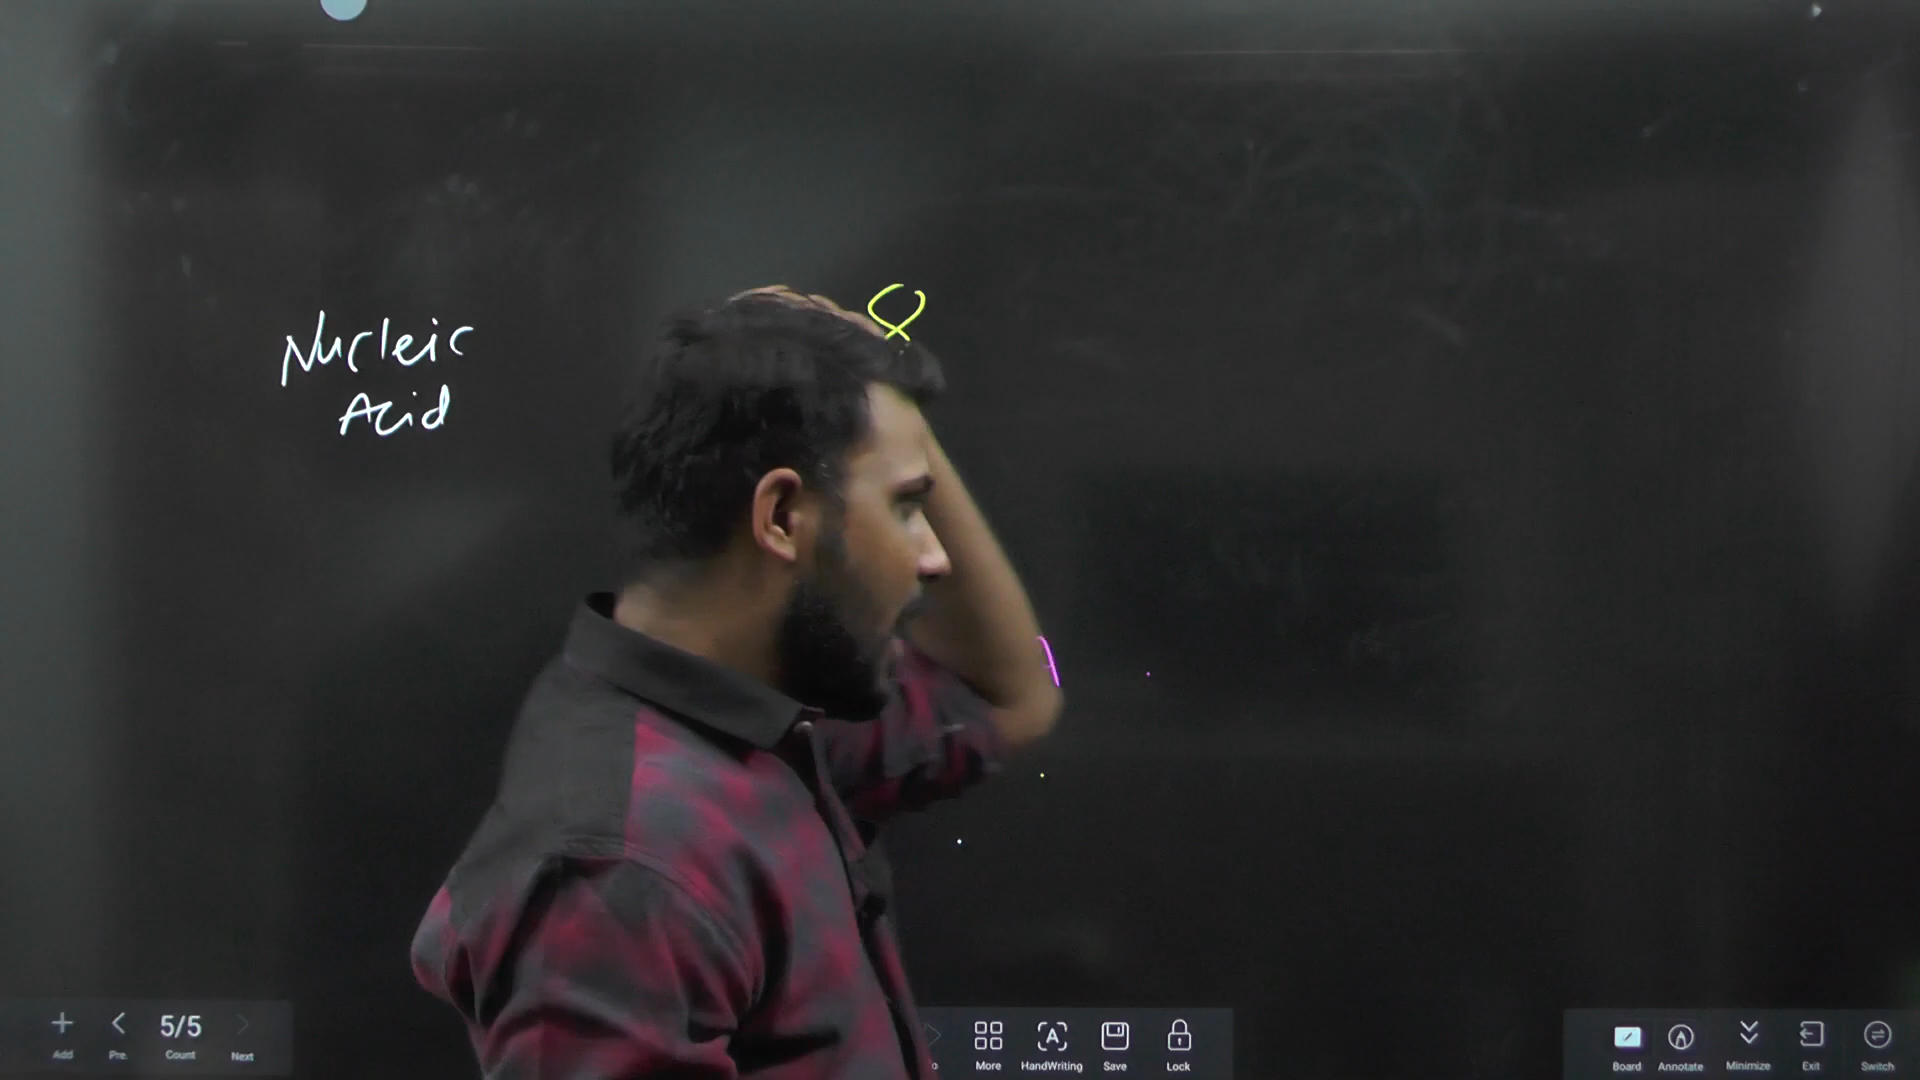 Nucleic
Acid
5/5
Add
Pre.
Count
Next
More
HandWriting
Save
Lock
Board
Annotate
Minimize
Exit
Switch